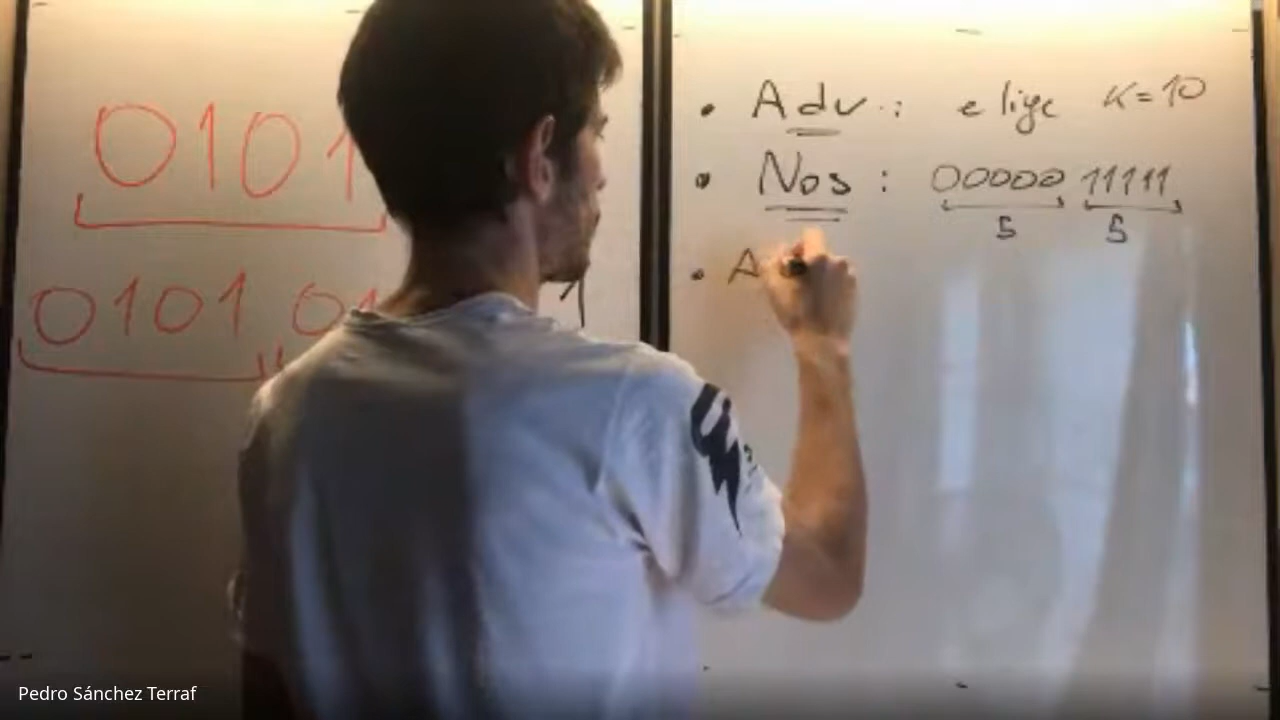 0101
0101 01
• Adv.: elige K=10
• Nos: 00000 11111
5 5
• A
Pedro Sánchez Terraf